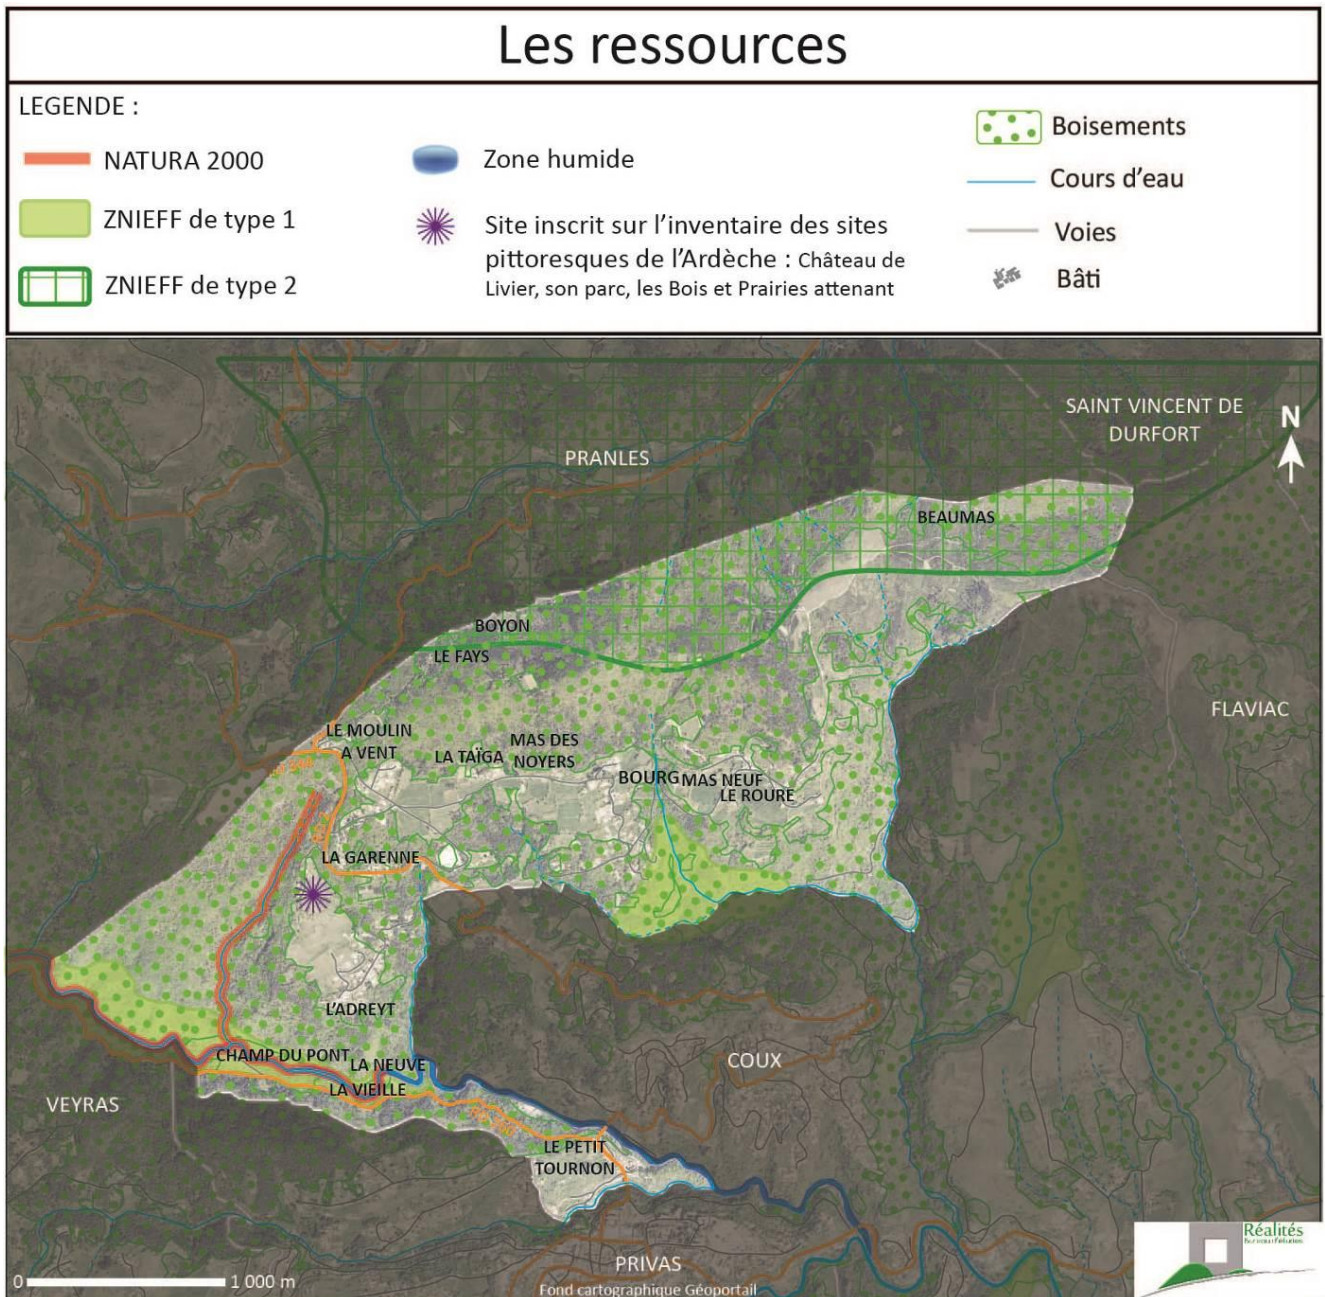 Les ressources
LEGENDE :
NATURA 2000
ZNIEFF de type 1
ZNIEFF de type 2
Zone humide
Site inscrit sur l'inventaire des sites
pittoresques de l'Ardèche : Château de
Livier, son parc, les Bois et Prairies attenant
Boisements
Cours d'eau
Voies
Bâti
SAINT VINCENT DE
DURFORT
N
PRANLES
BEAUMAS
BOYON
LE FAYS
FLAVIAC
LE MOULIN
A VENT
LA TAÏGA
MAS DES
NOYERS
BOURG
MAS NEUF
LE ROURE
LA GARENNE
L'ADREYT
CHAMP DU PONT
LA NEUVE
LA VIEILLE
COUX
VEYRAS
LE PETIT
TOURNON
PRIVAS
Fond cartographique Géoportail
0
1 000 m
Réalités